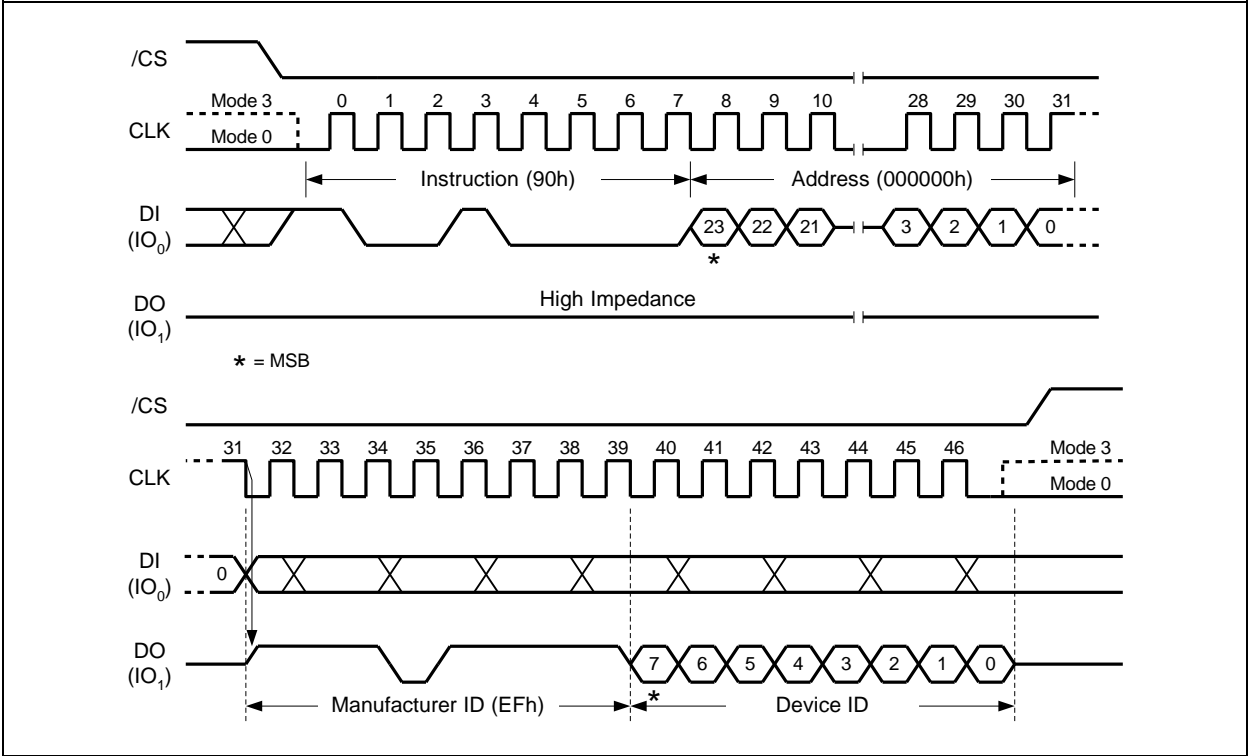 /CS
Mode 3 0 1 2 3 4 5 6 7 8 9 10 28 29 30 31
CLK
Mode 0
Instruction (90h) Address (000000h)
DI
(IO0)
23 22 21 3 2 1 0
*
High Impedance
DO
(IO1)
* = MSB
/CS
31 32 33 34 35 36 37 38 39 40 41 42 43 44 45 46 Mode 3
CLK
Mode 0
DI
(IO0)
0
DO
(IO1)
7 6 5 4 3 2 1 0
*
Manufacturer ID (EFh) Device ID